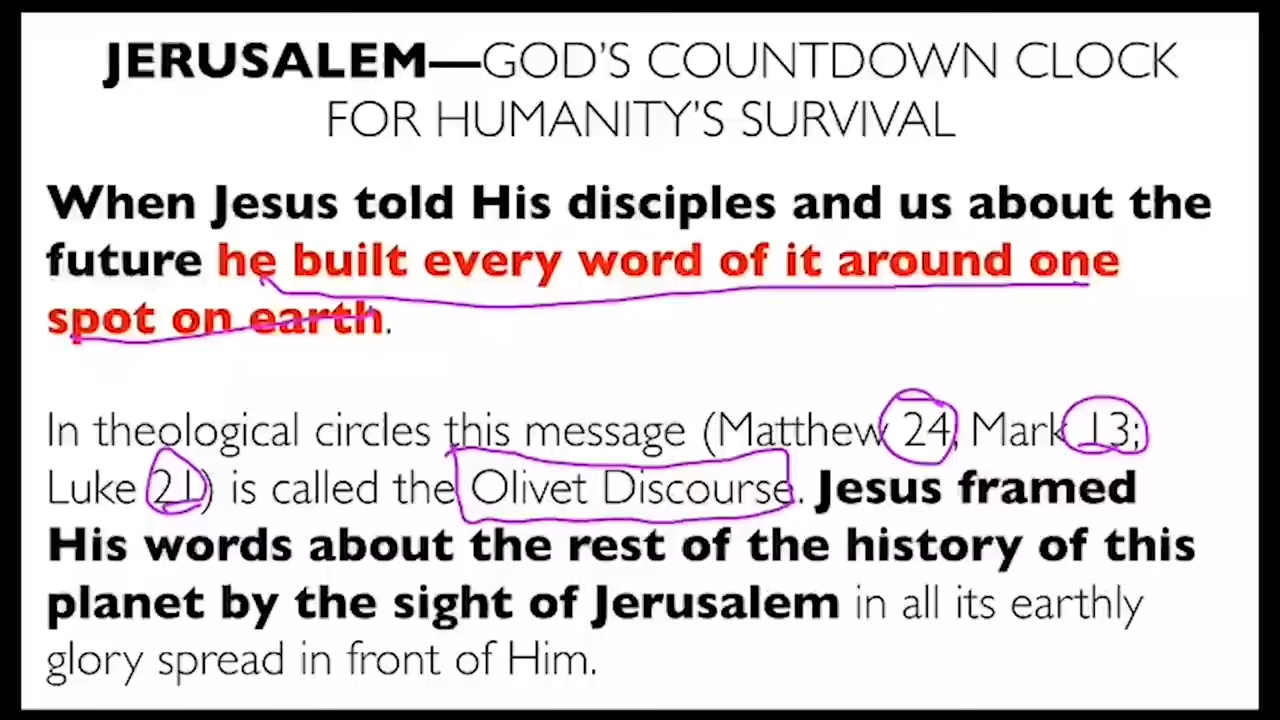 JERUSALEM—GOD'S COUNTDOWN CLOCK
FOR HUMANITY'S SURVIVAL
When Jesus told His disciples and us about the
future he built every word of it around one
spot on earth.
In theological circles this message (Matthew 24, Mark 13;
Luke 21) is called the Olivet Discourse. Jesus framed
His words about the rest of the history of this
planet by the sight of Jerusalem in all its earthly
glory spread in front of Him.